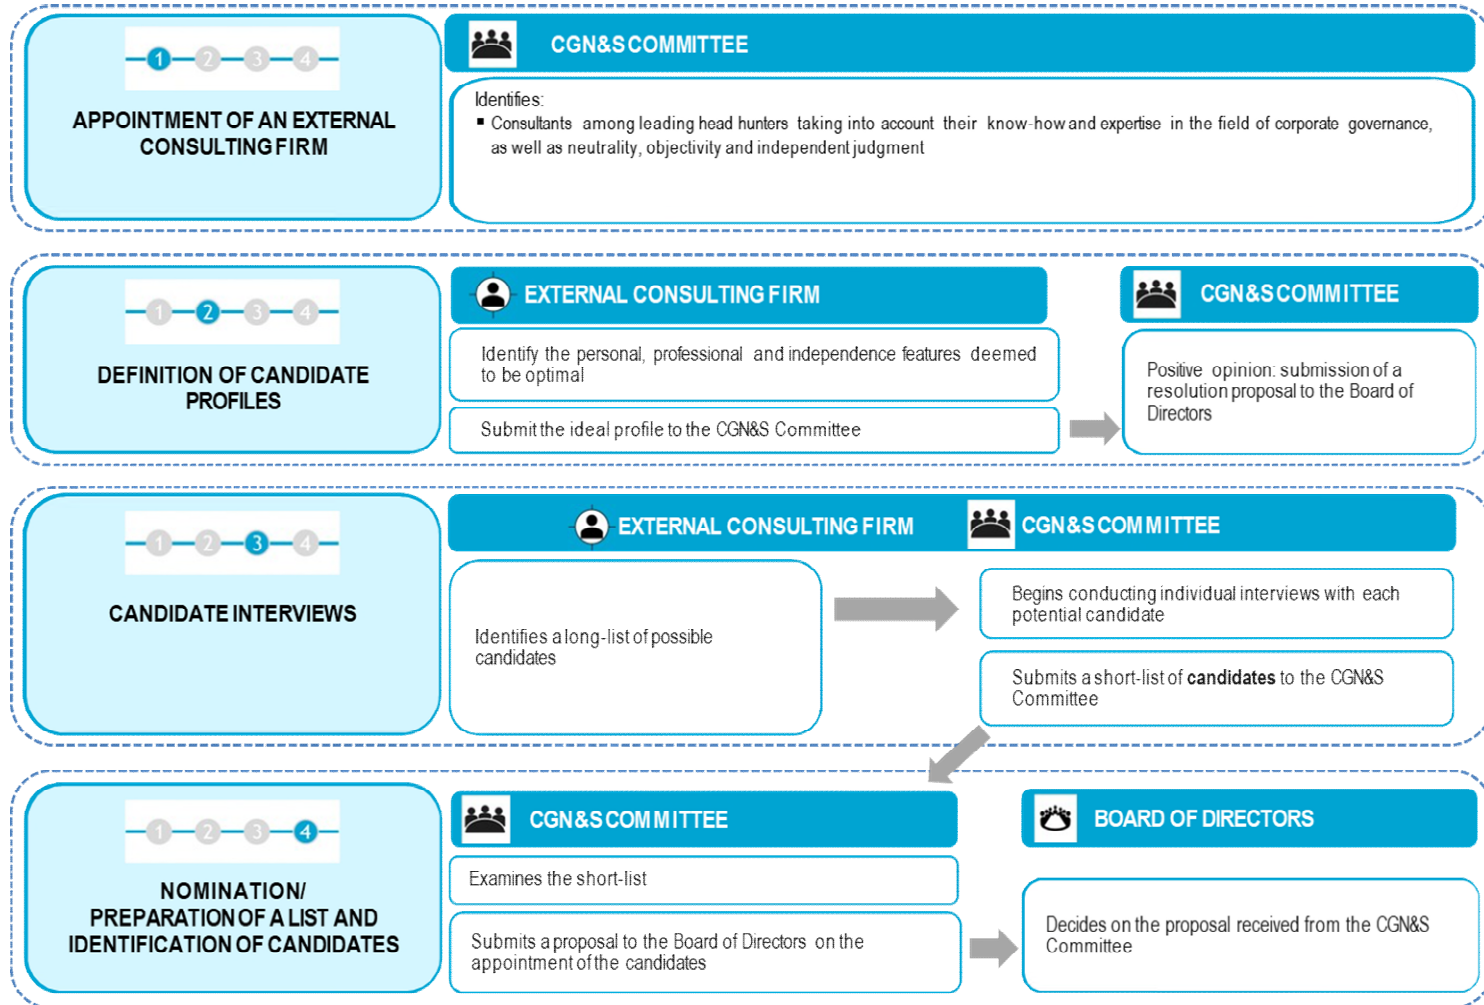 1 2 3 4
APPOINTMENT OF AN EXTERNAL
CONSULTING FIRM
CGN&S COMMITTEE
Identifies:
▪ Consultants among leading head hunters taking into account their know-how and expertise in the field of corporate governance,
as well as neutrality, objectivity and independent judgment
1 2 3 4
DEFINITION OF CANDIDATE
PROFILES
EXTERNAL CONSULTING FIRM
Identify the personal, professional and independence features deemed
to be optimal
Submit the ideal profile to the CGN&S Committee
CGN&S COMMITTEE
Positive opinion: submission of a
resolution proposal to the Board of
Directors
1 2 3 4
CANDIDATE INTERVIEWS
EXTERNAL CONSULTING FIRM
CGN&S COMMITTEE
Identifies a long-list of possible
candidates
Begins conducting individual interviews with each
potential candidate
Submits a short-list of candidates to the CGN&S
Committee
1 2 3 4
NOMINATION/
PREPARATION OF A LIST AND
IDENTIFICATION OF CANDIDATES
CGN&S COMMITTEE
Examines the short-list
Submits a proposal to the Board of Directors on the
appointment of the candidates
BOARD OF DIRECTORS
Decides on the proposal received from the CGN&S
Committee